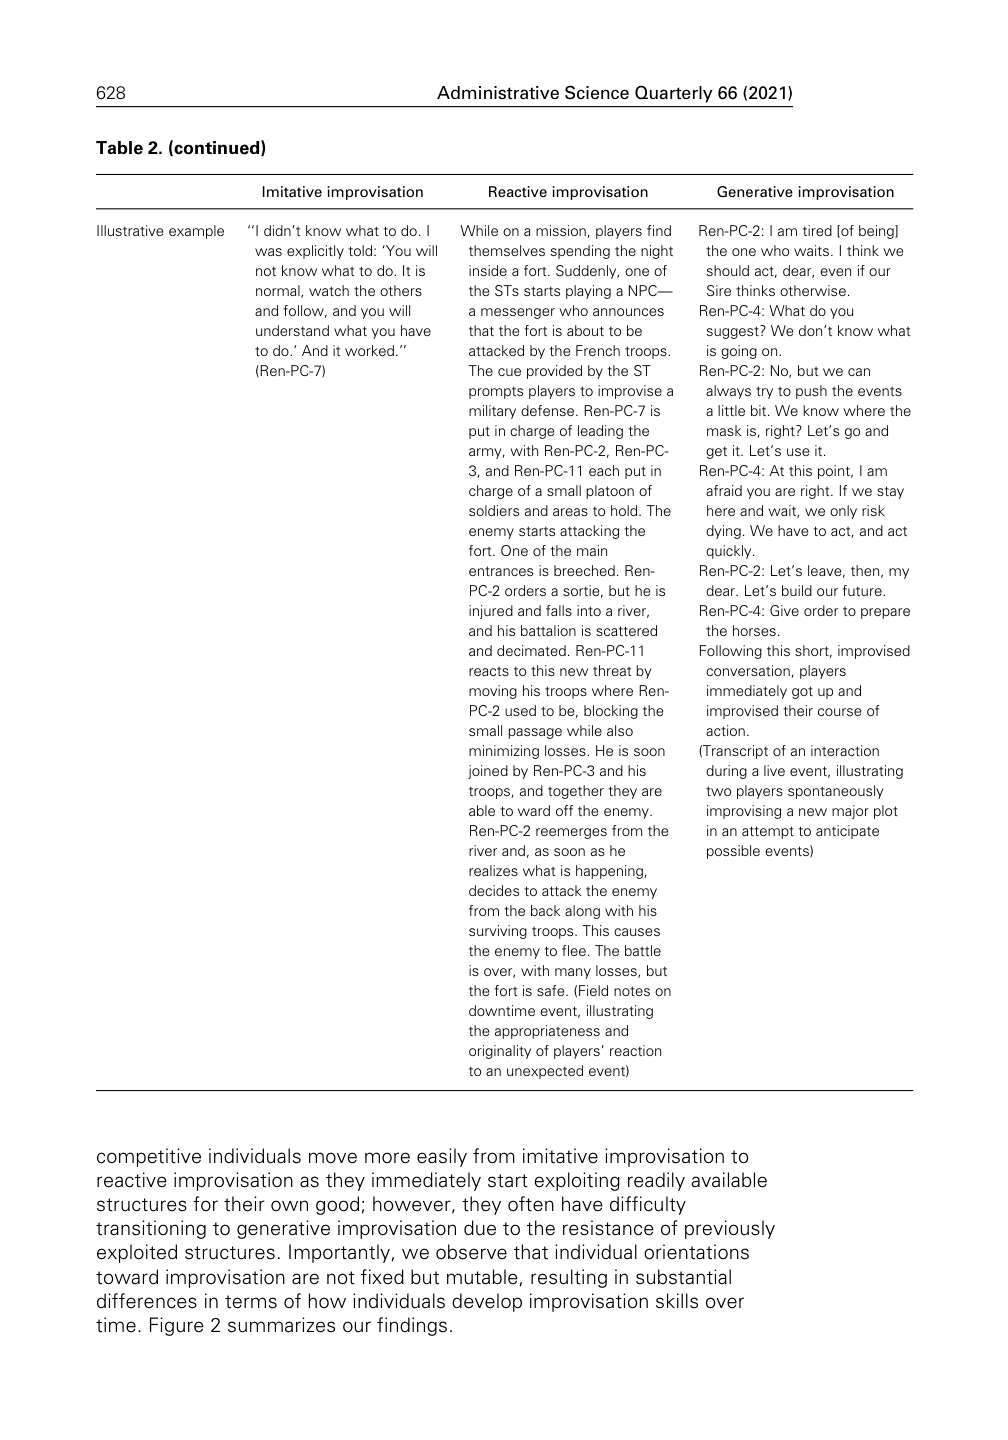 628
Administrative Science Quarterly 66 (2021)
Table 2. (continued)
Imitative improvisation
Reactive improvisation
Generative improvisation
Illustrative example
‘‘I didn’t know what to do. I
was explicitly told: ‘You will
not know what to do. It is
normal, watch the others
and follow, and you will
understand what you have
to do.’ And it worked.’’
(Ren-PC-7)
While on a mission, players find
themselves spending the night
inside a fort. Suddenly, one of
the STs starts playing a NPC—
a messenger who announces
that the fort is about to be
attacked by the French troops.
The cue provided by the ST
prompts players to improvise a
military defense. Ren-PC-7 is
put in charge of leading the
army, with Ren-PC-2, Ren-PC-
3, and Ren-PC-11 each put in
charge of a small platoon of
soldiers and areas to hold. The
enemy starts attacking the
fort. One of the main
entrances is breeched. Ren-
PC-2 orders a sortie, but he is
injured and falls into a river,
and his battalion is scattered
and decimated. Ren-PC-11
reacts to this new threat by
moving his troops where Ren-
PC-2 used to be, blocking the
small passage while also
minimizing losses. He is soon
joined by Ren-PC-3 and his
troops, and together they are
able to ward off the enemy.
Ren-PC-2 reemerges from the
river and, as soon as he
realizes what is happening,
decides to attack the enemy
from the back along with his
surviving troops. This causes
the enemy to flee. The battle
is over, with many losses, but
the fort is safe. (Field notes on
downtime event, illustrating
the appropriateness and
originality of players’ reaction
to an unexpected event)
Ren-PC-2: I am tired [of being]
the one who waits. I think we
should act, dear, even if our
Sire thinks otherwise.
Ren-PC-4: What do you
suggest? We don’t know what
is going on.
Ren-PC-2: No, but we can
always try to push the events
a little bit. We know where the
mask is, right? Let’s go and
get it. Let’s use it.
Ren-PC-4: At this point, I am
afraid you are right. If we stay
here and wait, we only risk
dying. We have to act, and act
quickly.
Ren-PC-2: Let’s leave, then, my
dear. Let’s build our future.
Ren-PC-4: Give order to prepare
the horses.
Following this short, improvised
conversation, players
immediately got up and
improvised their course of
action.
(Transcript of an interaction
during a live event, illustrating
two players spontaneously
improvising a new major plot
in an attempt to anticipate
possible events)
competitive individuals move more easily from imitative improvisation to
reactive improvisation as they immediately start exploiting readily available
structures for their own good; however, they often have difficulty
transitioning to generative improvisation due to the resistance of previously
exploited structures. Importantly, we observe that individual orientations
toward improvisation are not fixed but mutable, resulting in substantial
differences in terms of how individuals develop improvisation skills over
time. Figure 2 summarizes our findings.